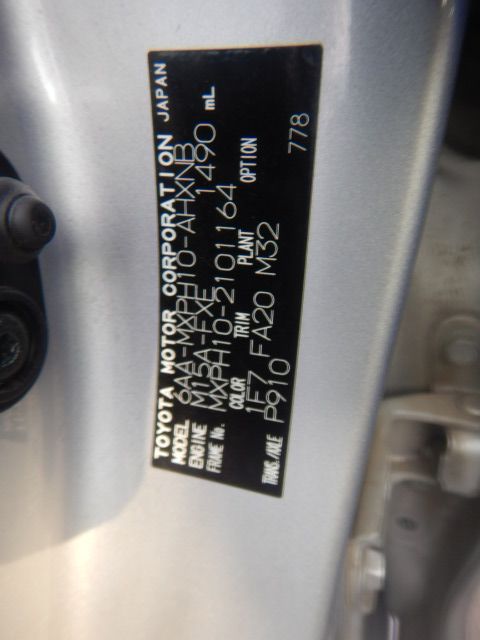 TOYOTA MOTOR CORPORATION JAPAN
MODEL 6AA-MXPH10-AHXNB
ENGINE M15A-FXE 1490 mL
FRAME No. MXPH10-2101164
COLOR TRIM PLANT OPTION
1F7 FA20 M32 778
TRANS./AXLE P910